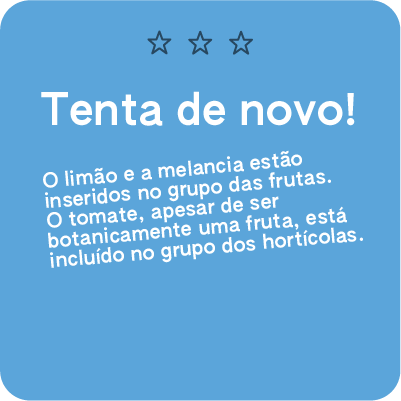 Tenta de novo!
O limão e a melancia estão
inseridos no grupo das frutas.
O tomate, apesar de ser
botanicamente uma fruta, está
incluído no grupo dos hortícolas.